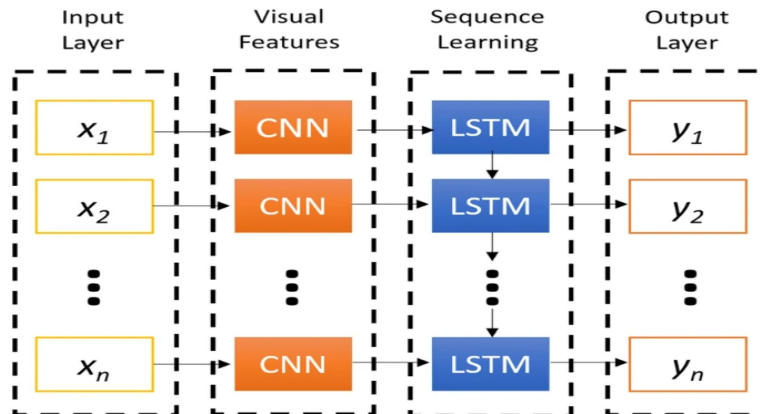 Input
Layer
Visual
Features
Sequence
Learning
Output
Layer
x1
CNN
LSTM
y1
x2
CNN
LSTM
y2
xn
CNN
LSTM
yn